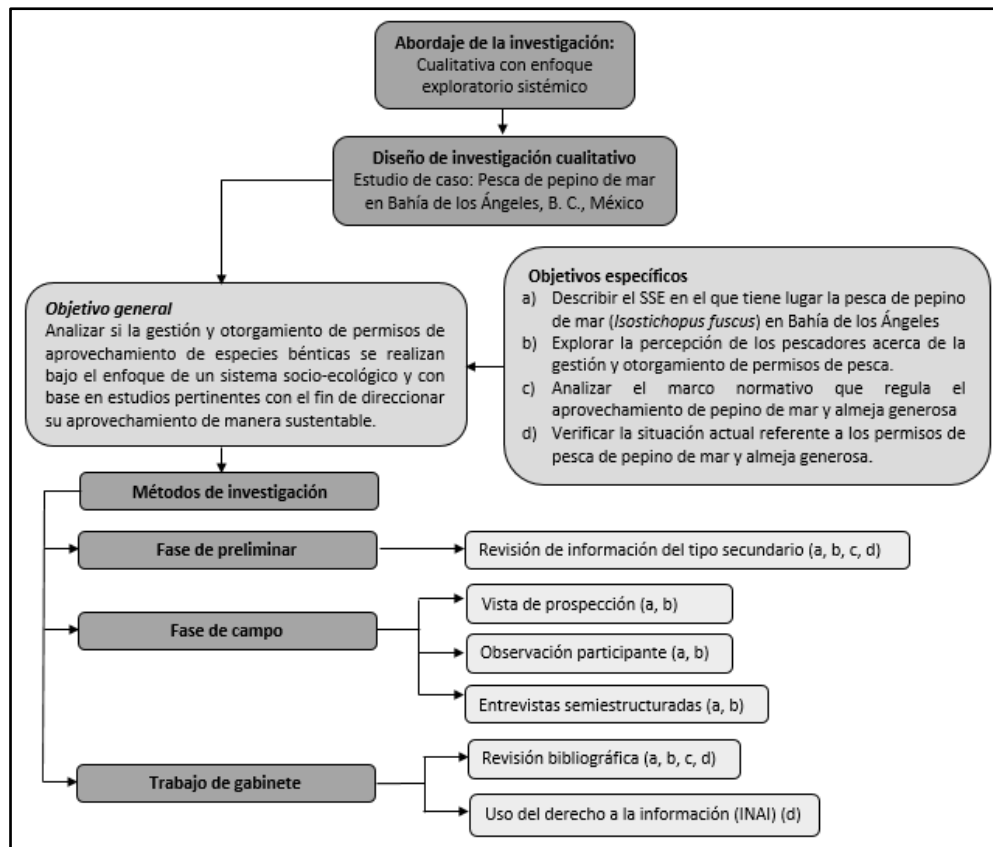 Abordaje de la investigación:
Cualitativa con enfoque
exploratorio sistémico
Diseño de investigación cualitativo
Estudio de caso: Pesca de pepino de mar
en Bahía de los Ángeles, B. C., México
Objetivo general
Analizar si la gestión y otorgamiento de permisos de
aprovechamiento de especies bénticas se realizan
bajo el enfoque de un sistema socio-ecológico y con
base en estudios pertinentes con el fin de direccionar
su aprovechamiento de manera sustentable.
Objetivos específicos
a) Describir el SSE en el que tiene lugar la pesca de pepino
de mar (Isostichopus fuscus) en Bahía de los Ángeles
b) Explorar la percepción de los pescadores acerca de la
gestión y otorgamiento de permisos de pesca.
c) Analizar el marco normativo que regula el
aprovechamiento de pepino de mar y almeja generosa
d) Verificar la situación actual referente a los permisos de
pesca de pepino de mar y almeja generosa.
Métodos de investigación
Fase de preliminar
Revisión de información del tipo secundario (a, b, c, d)
Fase de campo
Vista de prospección (a, b)
Observación participante (a, b)
Entrevistas semiestructuradas (a, b)
Trabajo de gabinete
Revisión bibliográfica (a, b, c, d)
Uso del derecho a la información (INAI) (d)